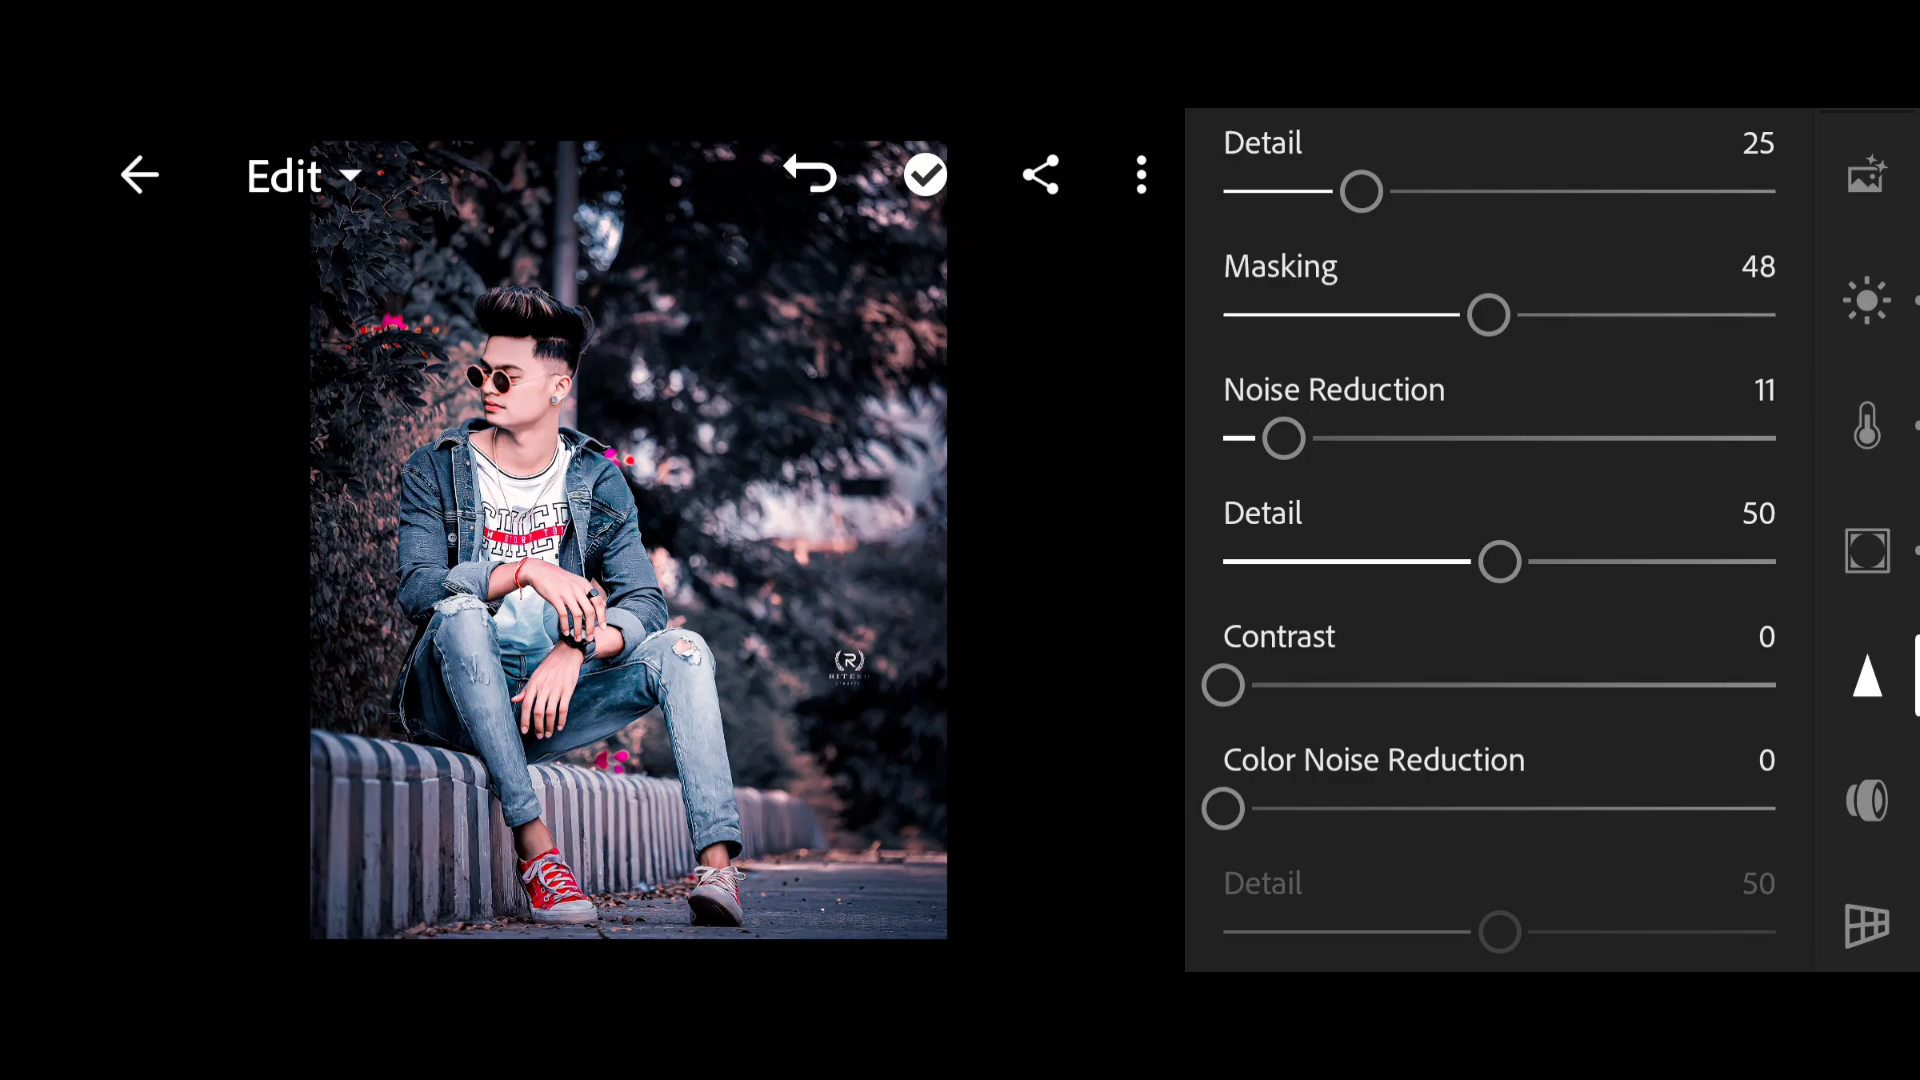 Edit
Detail 25
Masking 48
Noise Reduction 11
Detail 50
Contrast 0
Color Noise Reduction 0
Detail 50
R